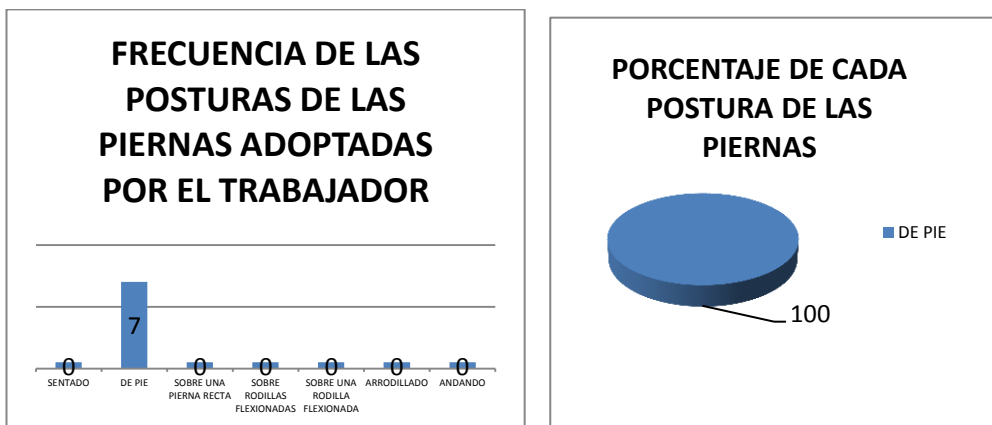 FRECUENCIA DE LAS
POSTURAS DE LAS
PIERNAS ADOPTADAS
POR EL TRABAJADOR
0
7
0
0
0
0
0
SENTADO
DE PIE
SOBRE UNA
PIERNA RECTA
SOBRE
RODILLAS
FLEXIONADAS
SOBRE UNA
RODILLA
FLEXIONADA
ARRODILLADO
ANDANDO
PORCENTAJE DE CADA
POSTURA DE LAS
PIERNAS
DE PIE
100